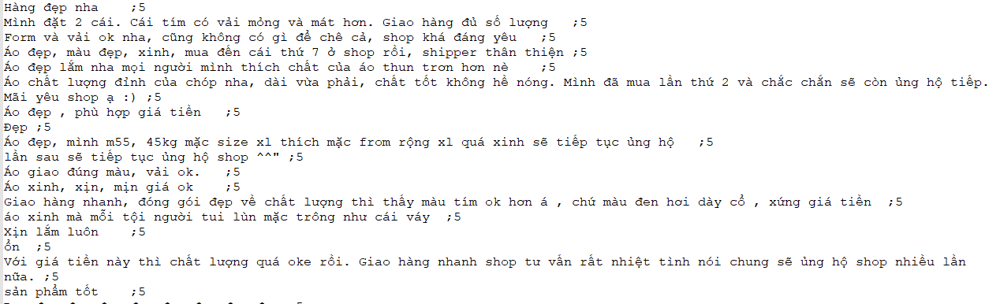 Hàng đẹp nha    ;5
Mình đặt 2 cái. Cái tím có vải mỏng và mát hơn. Giao hàng đủ số lượng   ;5
Form và vải ok nha, cũng không có gì để chê cả, shop khá đáng yêu   ;5
Áo đẹp, màu đẹp, xinh, mua đến cái thứ 7 ở shop rồi, shipper thân thiện ;5
Áo đẹp lắm nha mọi người mình thích chất của áo thun trơn hơn nè    ;5
Áo chất lượng đỉnh của chóp nha, dài vừa phải, chất tốt không hề nóng. Mình đã mua lần thứ 2 và chắc chắn sẽ còn ủng hộ tiếp.
Mãi yêu shop ạ :) ;5
Áo đẹp , phù hợp giá tiền   ;5
Đẹp ;5
Áo đẹp, mình m55, 45kg mặc size xl thích mặc from rộng xl quá xinh sẽ tiếp tục ủng hộ   ;5
lần sau sẽ tiếp tục ủng hộ shop ^^" ;5
Áo giao đúng màu, vải ok.   ;5
Áo xinh, xịn, mịn giá ok    ;5
Giao hàng nhanh, đóng gói đẹp về chất lượng thì thấy màu tím ok hơn á , chứ màu đen hơi dày cổ , xứng giá tiền  ;5
áo xinh mà mỗi tội người tui lùn mặc trông như cái váy  ;5
Xịn lắm luôn    ;5
ổn  ;5
Với giá tiền này thì chất lượng quá oke rồi. Giao hàng nhanh shop tư vấn rất nhiệt tình nói chung sẽ ủng hộ shop nhiều lần
nữa. ;5
sản phẩm tốt    ;5